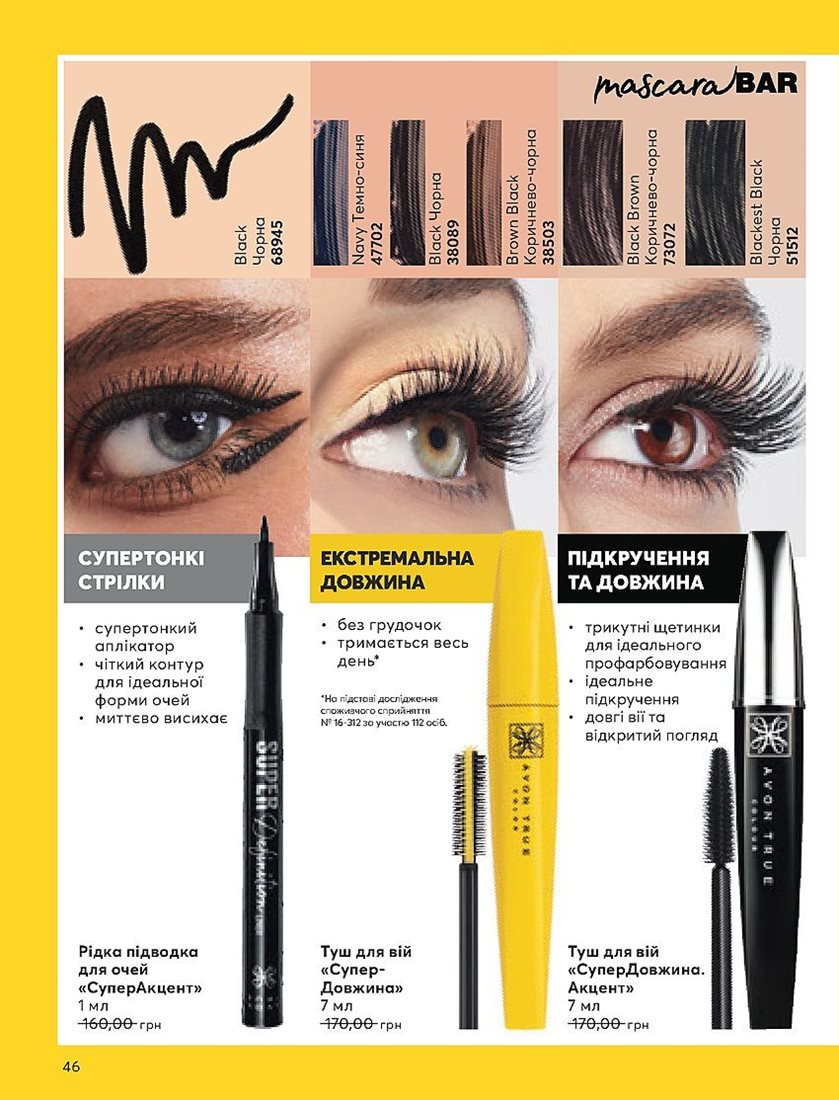 mascara BAR
Black
Чорна
68945
Navy Темно-синя
47702
Black Чорна
38089
Brown Black
Коричнево-чорна
38503
Black Brown
Коричнево-чорна
73072
Blackest Black
Чорна
51512
СУПЕРТОНКІ
СТРІЛКИ
• супертонкий
аплікатор
• чіткий контур
для ідеальної
форми очей
• миттєво висихає
SUPER
Definition
LINER
Рідка підводка
для очей
«СуперАкцент»
1 мл
160,00 грн
ЕКСТРЕМАЛЬНА
ДОВЖИНА
• без грудочок
• тримається весь
день*
*На підставі дослідження
споживчого сприйняття
№ 16-312 за участю 112 осіб.
AVON TRUE
COLOUR
Туш для вій
«Супер-
Довжина»
7 мл
170,00 грн
ПІДКРУЧЕННЯ
ТА ДОВЖИНА
• трикутні щетинки
для ідеального
профарбовування
• ідеальне
підкручення
• довгі вії та
відкритий погляд
AVON TRUE
COLOUR
Туш для вій
«СуперДовжина.
Акцент»
7 мл
170,00 грн
46